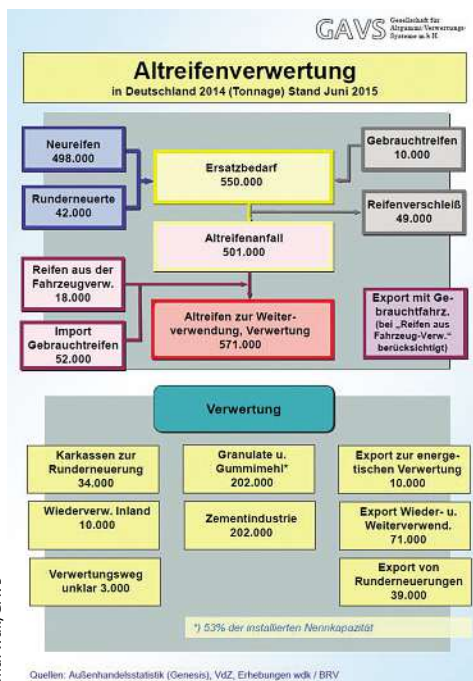 GAVS Gesellschaft für
Altgummi-Verwertungs-
Systeme m.b.H.
Altreifenverwertung
in Deutschland 2014 (Tonnage) Stand Juni 2015
Neureifen
498.000
Runderneuerte
42.000
Ersatzbedarf
550.000
Gebrauchtreifen
10.000
Reifenverschleiß
49.000
Altreifenanfall
501.000
Reifen aus der
Fahrzeugverw.
18.000
Import
Gebrauchtreifen
52.000
Altreifen zur Weiter-
verwendung, Verwertung
571.000
Export mit Ge-
brauchtfahrz.
(bei „Reifen aus
Fahrzeug-Verw."
berücksichtigt)
Verwertung
Karkassen zur
Runderneuerung
34.000
Wiederverw. Inland
10.000
Verwertungsweg
unklar 3.000
Granulate u.
Gummimehl*
202.000
Zementindustrie
202.000
Export zur energe-
tischen Verwertung
10.000
Export Wieder- u.
Weiterverwend.
71.000
Export von
Runderneuerungen
39.000
*) 53% der installierten Nennkapazität
Quellen: Außenhandelsstatistik (Genesis), VdZ, Erhebungen wdk / BRV